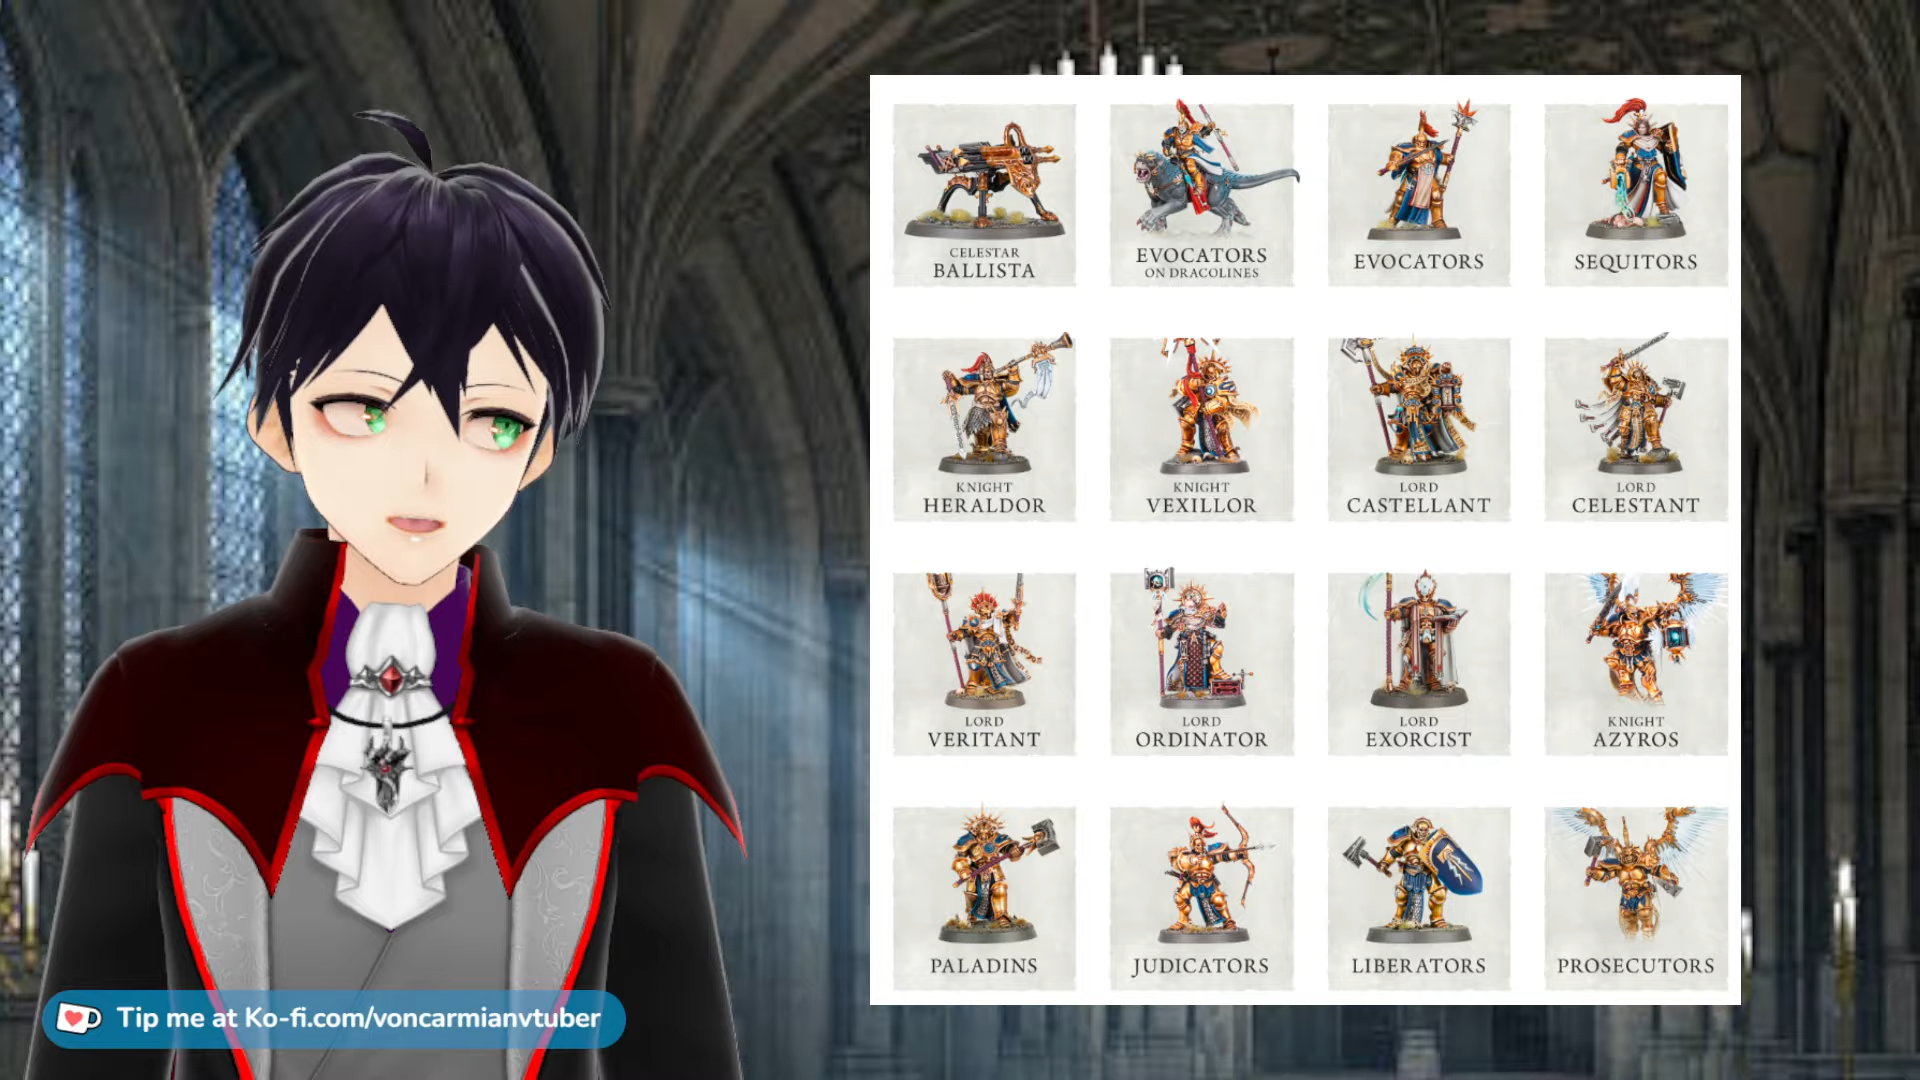 CELESTAR
BALLISTA
EVOCATORS
ON DRACOLINES
EVOCATORS
SEQUITORS
KNIGHT
HERALDOR
KNIGHT
VEXILLOR
LORD
CASTELLANT
LORD
CELESTANT
LORD
VERITANT
LORD
ORDINATOR
LORD
EXORCIST
KNIGHT
AZYROS
PALADINS
JUDICATORS
LIBERATORS
PROSECUTORS
Tip me at Ko-fi.com/voncarmianvtuber